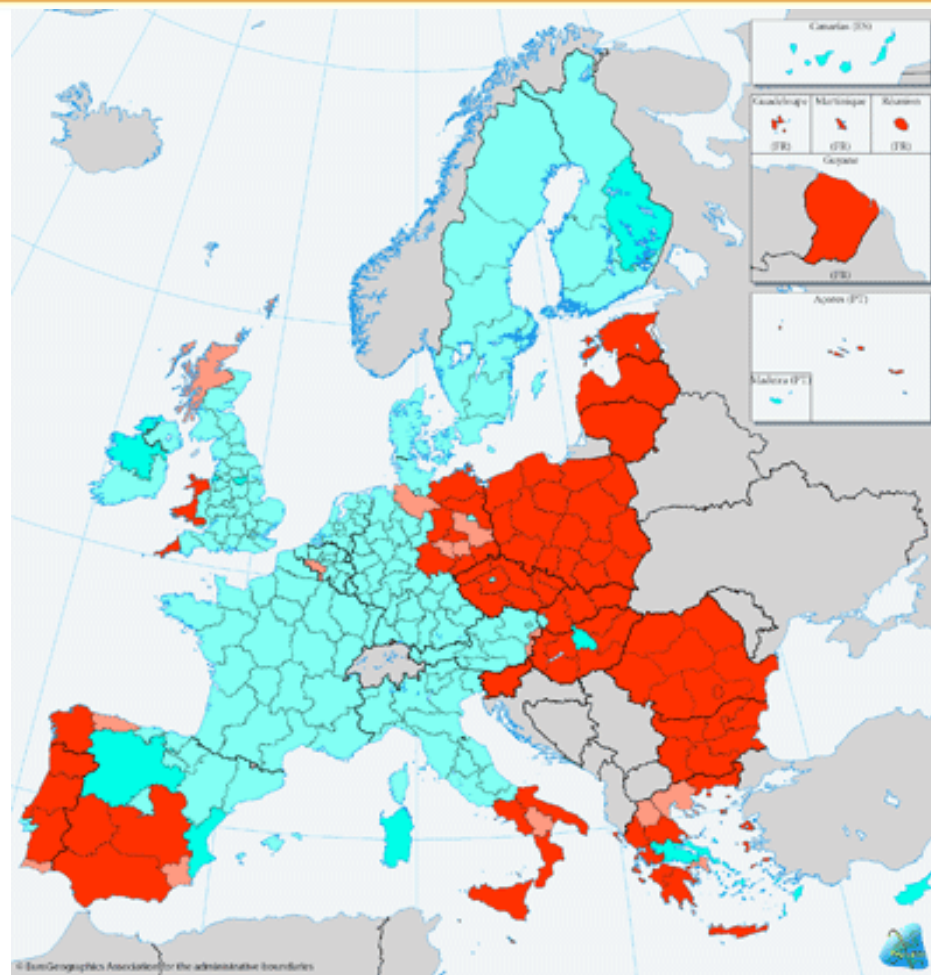 Canarias (ES)
Guadeloupe
Martinique
Réunion
(FR)
(FR)
(FR)
Guyane
(FR)
Açores (PT)
Madeira (PT)
© EuroGeographics Association for the administrative boundaries